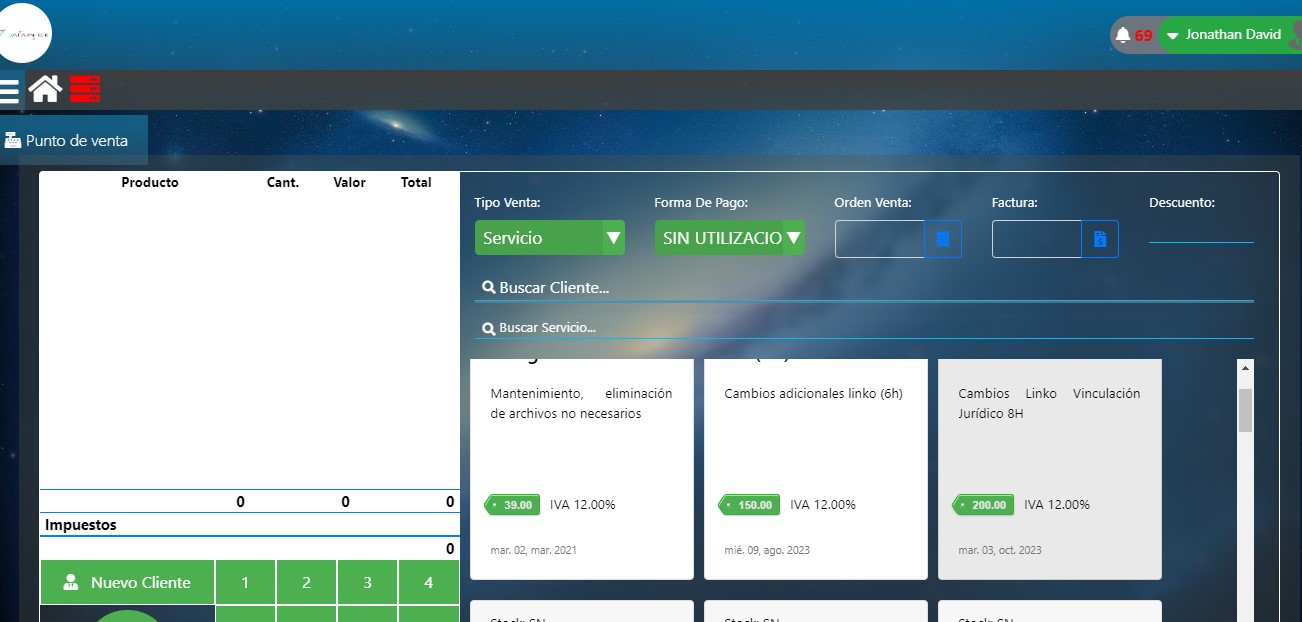 69 Jonathan David
Punto de venta
Producto Cant. Valor Total
0 0 0
Impuestos
0
Nuevo Cliente 1 2 3 4
Tipo Venta: Forma De Pago: Orden Venta: Factura: Descuento:
Servicio SIN UTILIZACIO
Buscar Cliente...
Buscar Servicio...
Mantenimiento, eliminación
de archivos no necesarios
39.00 IVA 12.00%
mar. 02, mar. 2021
Cambios adicionales linko (6h)
150.00 IVA 12.00%
mié. 09, ago. 2023
Cambios Linko Vinculación
Jurídico 8H
200.00 IVA 12.00%
mar. 03, oct. 2023
Stock: SN
Stock: SN
Stock: SN